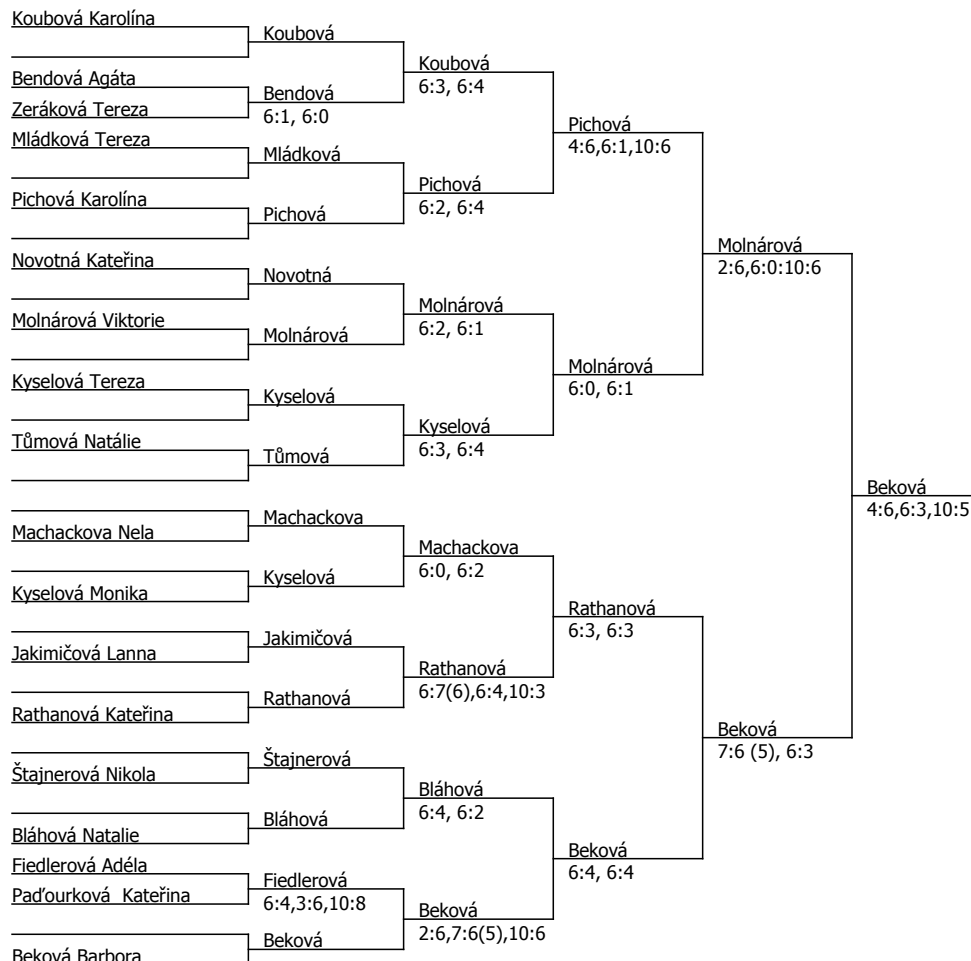 Koubová Karolína
Bendová Agáta
Zeráková Tereza
Mládková Tereza
Pichová Karolína
Novotná Kateřina
Molnárová Viktorie
Kyselová Tereza
Tůmová Natálie
Machackova Nela
Kyselová Monika
Jakimičová Lanna
Rathanová Kateřina
Štajnerová Nikola
Bláhová Natalie
Fiedlerová Adéla
Paďourková  Kateřina
Beková Barbora
Koubová
Bendová
6:1, 6:0
Mládková
Pichová
Novotná
Molnárová
Kyselová
Tůmová
Machackova
Kyselová
Jakimičová
Rathanová
Štajnerová
Bláhová
Fiedlerová
6:4,3:6,10:8
Beková
Koubová
6:3, 6:4
Pichová
6:2, 6:4
Molnárová
6:2, 6:1
Kyselová
6:3, 6:4
Machackova
6:0, 6:2
Rathanová
6:7(6),6:4,10:3
Bláhová
6:4, 6:2
Beková
2:6,7:6(5),10:6
Pichová
4:6,6:1,10:6
Molnárová
6:0, 6:1
Rathanová
6:3, 6:3
Beková
6:4, 6:4
Molnárová
2:6,6:0:10:6
Beková
7:6 (5), 6:3
Beková
4:6,6:3,10:5